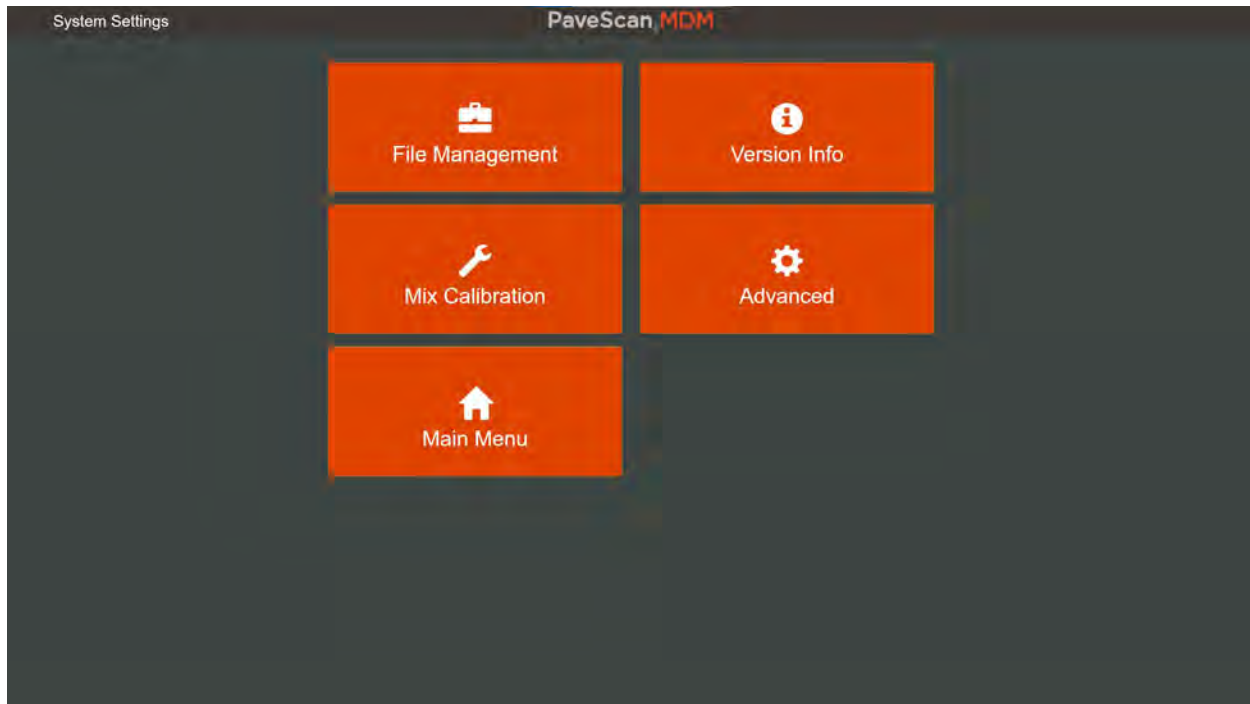 System Settings
PaveScan MDM
File Management
Version Info
Mix Calibration
Advanced
Main Menu